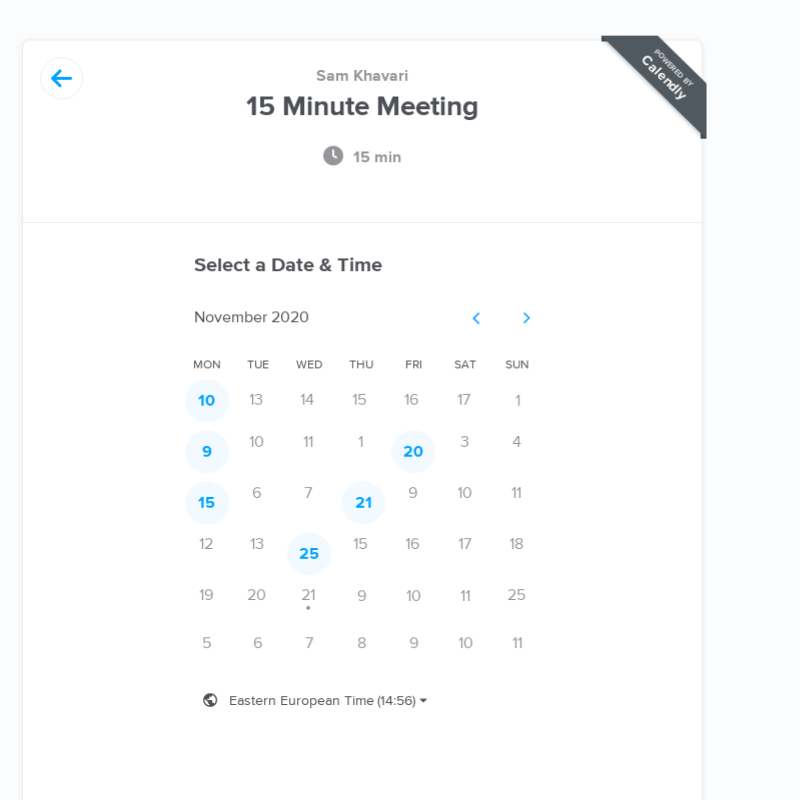 POWERED BY
Calendly
Sam Khavari
15 Minute Meeting
15 min
Select a Date & Time
November 2020
MON TUE WED THU FRI SAT SUN
10 13 14 15 16 17 1
9 10 11 1 20 3 4
15 6 7 21 9 10 11
12 13 25 15 16 17 18
19 20 21 9 10 11 25
5 6 7 8 9 10 11
Eastern European Time (14:56)